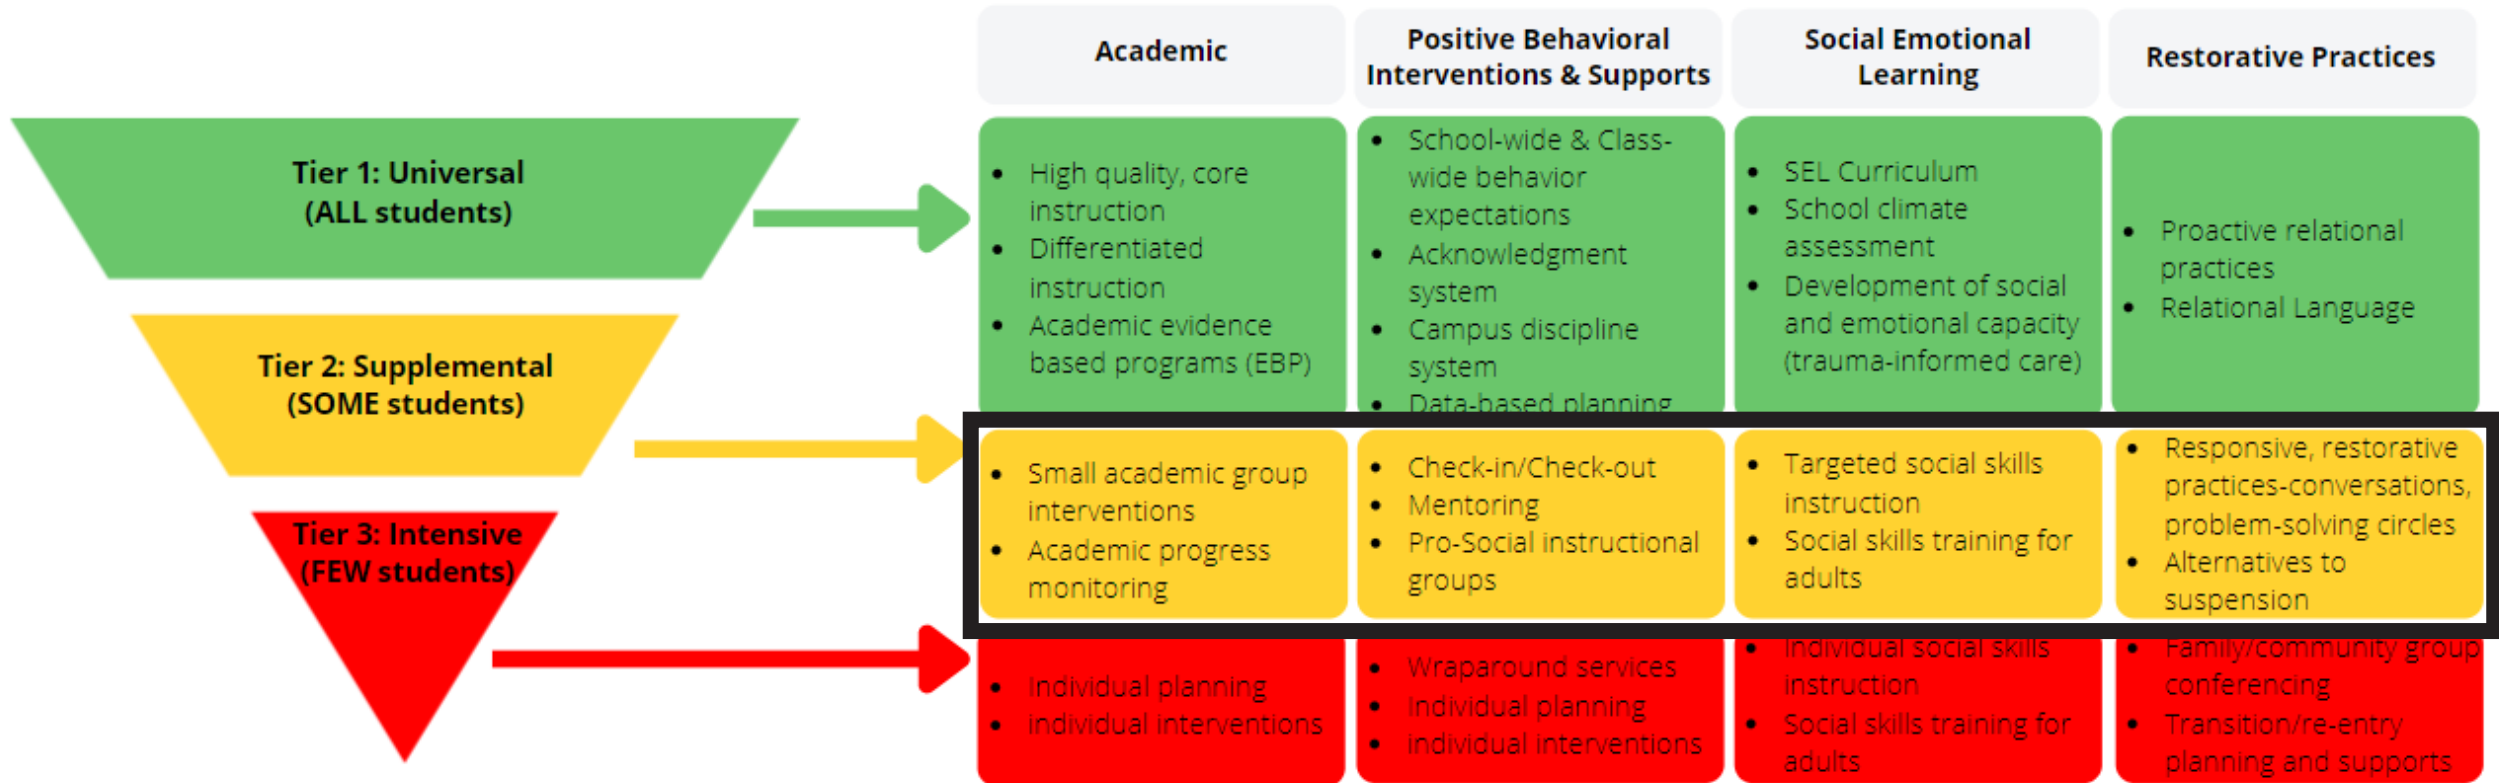 Academic
Positive Behavioral
Interventions & Supports
Social Emotional
Learning
Restorative Practices
Tier 1: Universal
(ALL students)
• High quality, core
instruction
• Differentiated
instruction
• Academic evidence
based programs (EBP)
• School-wide & Class-
wide behavior
expectations
• Acknowledgment
system
• Campus discipline
system
• Data-based planning
• SEL Curriculum
• School climate
assessment
• Development of social
and emotional capacity
(trauma-informed care)
• Proactive relational
practices
• Relational Language
Tier 2: Supplemental
(SOME students)
• Small academic group
interventions
• Academic progress
monitoring
• Check-in/Check-out
• Mentoring
• Pro-Social instructional
groups
• Targeted social skills
instruction
• Social skills training for
adults
• Responsive, restorative
practices-conversations,
problem-solving circles
• Alternatives to
suspension
Tier 3: Intensive
(FEW students)
• Individual planning
• individual interventions
• Wraparound services
• Individual planning
• individual interventions
• Individual social skills
instruction
• Social skills training for
adults
• Family/community group
conferencing
• Transition/re-entry
planning and supports